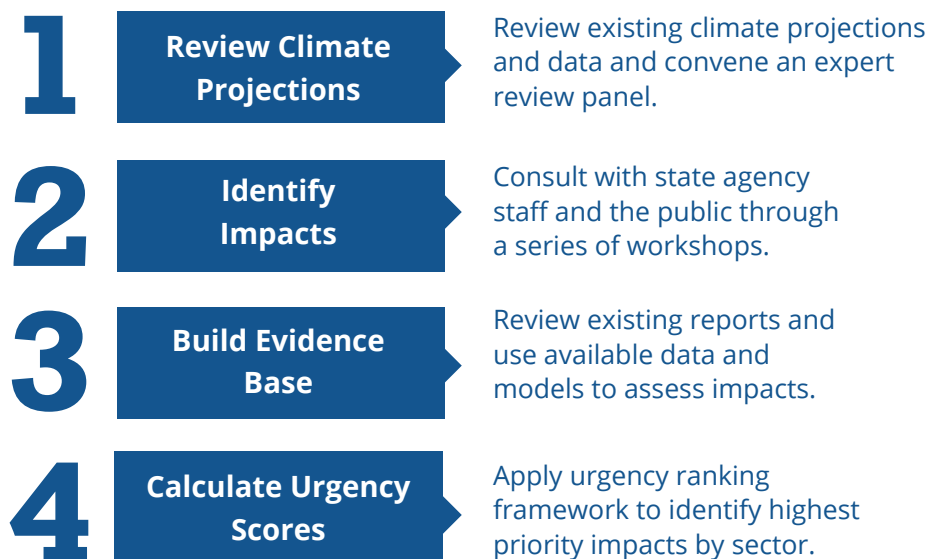 1
Review Climate
Projections
Review existing climate projections
and data and convene an expert
review panel.
2
Identify
Impacts
Consult with state agency
staff and the public through
a series of workshops.
3
Build Evidence
Base
Review existing reports and
use available data and
models to assess impacts.
4
Calculate Urgency
Scores
Apply urgency ranking
framework to identify highest
priority impacts by sector.